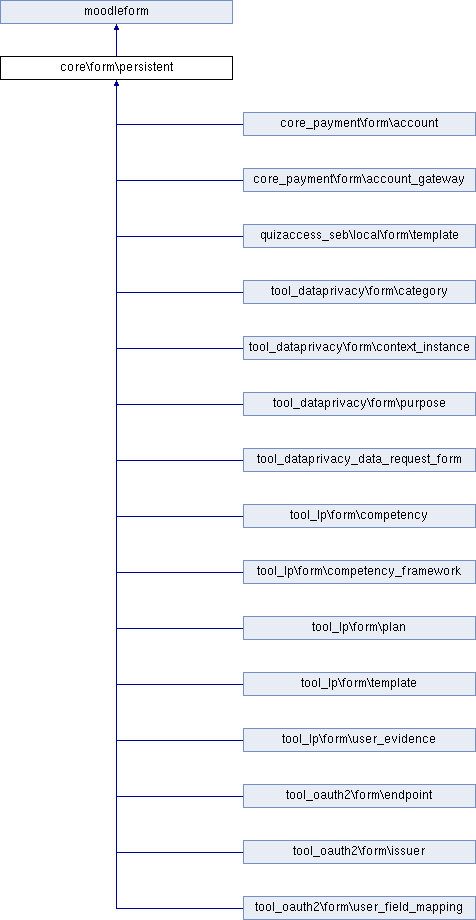 moodleform
core\form\persistent
core_payment\form\account
core_payment\form\account_gateway
quizaccess_seb\local\form\template
tool_dataprivacy\form\category
tool_dataprivacy\form\context_instance
tool_dataprivacy\form\purpose
tool_dataprivacy_data_request_form
tool_lp\form\competency
tool_lp\form\competency_framework
tool_lp\form\plan
tool_lp\form\template
tool_lp\form\user_evidence
tool_oauth2\form\endpoint
tool_oauth2\form\issuer
tool_oauth2\form\user_field_mapping